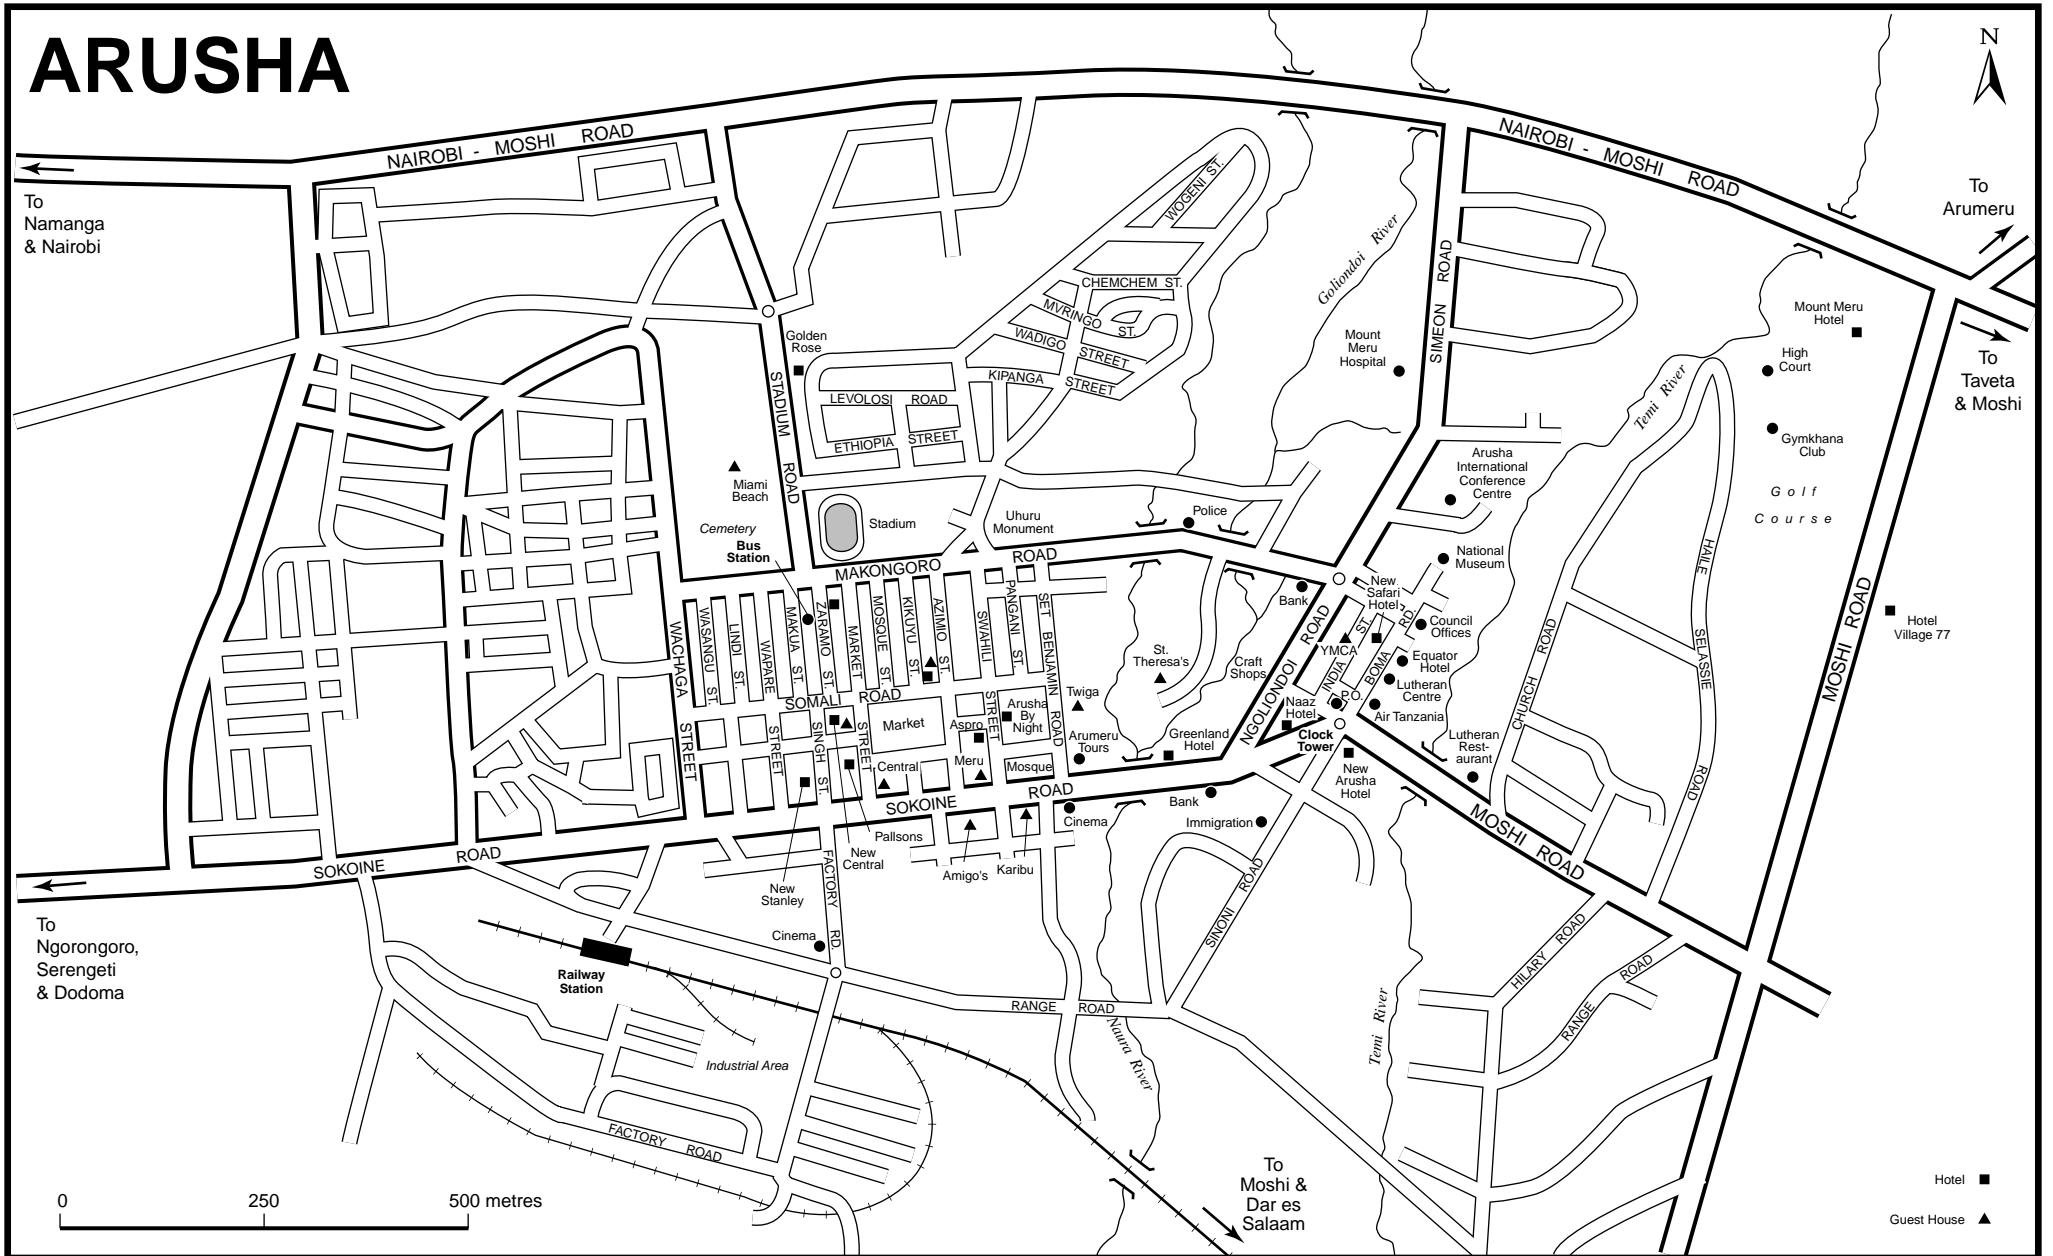 ARUSHA
N
NAIROBI - MOSHI ROAD
NAIROBI - MOSHI ROAD
To
Namanga
& Nairobi
To
Arumeru
To
Taveta
& Moshi
WOGENI ST.
Goliondoi River
SIMEON ROAD
CHEMCHEM ST.
MVRINGO ST.
WADIGO STREET
KIPANGA STREET
Golden
Rose
LEVOLOSI ROAD
ETHIOPIA STREET
STADIUM ROAD
Mount
Meru
Hospital
Mount Meru
Hotel
High
Court
Temi River
Gymkhana
Club
Golf
Course
Miami
Beach
Cemetery
Bus
Station
Stadium
Uhuru
Monument
Police
Arusha
International
Conference
Centre
National
Museum
MAKONGORO ROAD
Bank
New
Safari
Hotel
Council
Offices
HAILE SELASSIE ROAD
MOSHI ROAD
Hotel
Village 77
WACHAGA STREET
WASANGU ST.
LINDI ST.
WAPARE STREET
MAKUA ST.
ZARAMO ST.
SINGH ST.
MARKET STREET
MOSQUE ST.
KIKUYU ST.
AZIMIO ST.
SWAHILI STREET
PANGANI ST.
SET BENJAMIN ROAD
St.
Theresa's
Craft
Shops
NGOLIONDOI ROAD
YMCA
INDIA ST.
BOMA RD.
Equator
Hotel
Lutheran
Centre
P.O.
Air Tanzania
CHURCH ROAD
SOMALI ROAD
Market
Aspro
Arusha
By
Night
Twiga
Naaz
Hotel
Clock
Tower
Central
Meru
Mosque
Arumeru
Tours
Greenland
Hotel
Lutheran
Rest-
aurant
New
Arusha
Hotel
SOKOINE ROAD
Bank
Cinema
Immigration
MOSHI ROAD
SOKOINE ROAD
Pallsons
New
Central
New
Stanley
Amigo's
Karibu
FACTORY RD.
SINONI ROAD
HILARY ROAD
RANGE ROAD
To
Ngorongoro,
Serengeti
& Dodoma
Cinema
Railway
Station
RANGE ROAD
Naura River
Temi River
Industrial Area
FACTORY ROAD
To
Moshi &
Dar es
Salaam
0 250 500 metres
Hotel
Guest House